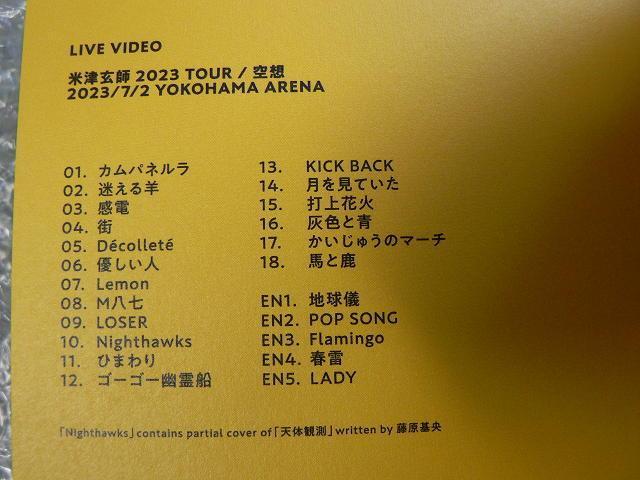 LIVE VIDEO
米津玄師 2023 TOUR / 空想
2023/7/2 YOKOHAMA ARENA
01. カムパネルラ
02. 迷える羊
03. 感電
04. 街
05. Décolleté
06. 優しい人
07. Lemon
08. M八七
09. LOSER
10. Nighthawks
11. ひまわり
12. ゴーゴー幽霊船
13. KICK BACK
14. 月を見ていた
15. 打上花火
16. 灰色と青
17. かいじゅうのマーチ
18. 馬と鹿
EN1. 地球儀
EN2. POP SONG
EN3. Flamingo
EN4. 春雷
EN5. LADY
「Nighthawks」contains partial cover of「天体観測」written by 藤原基央